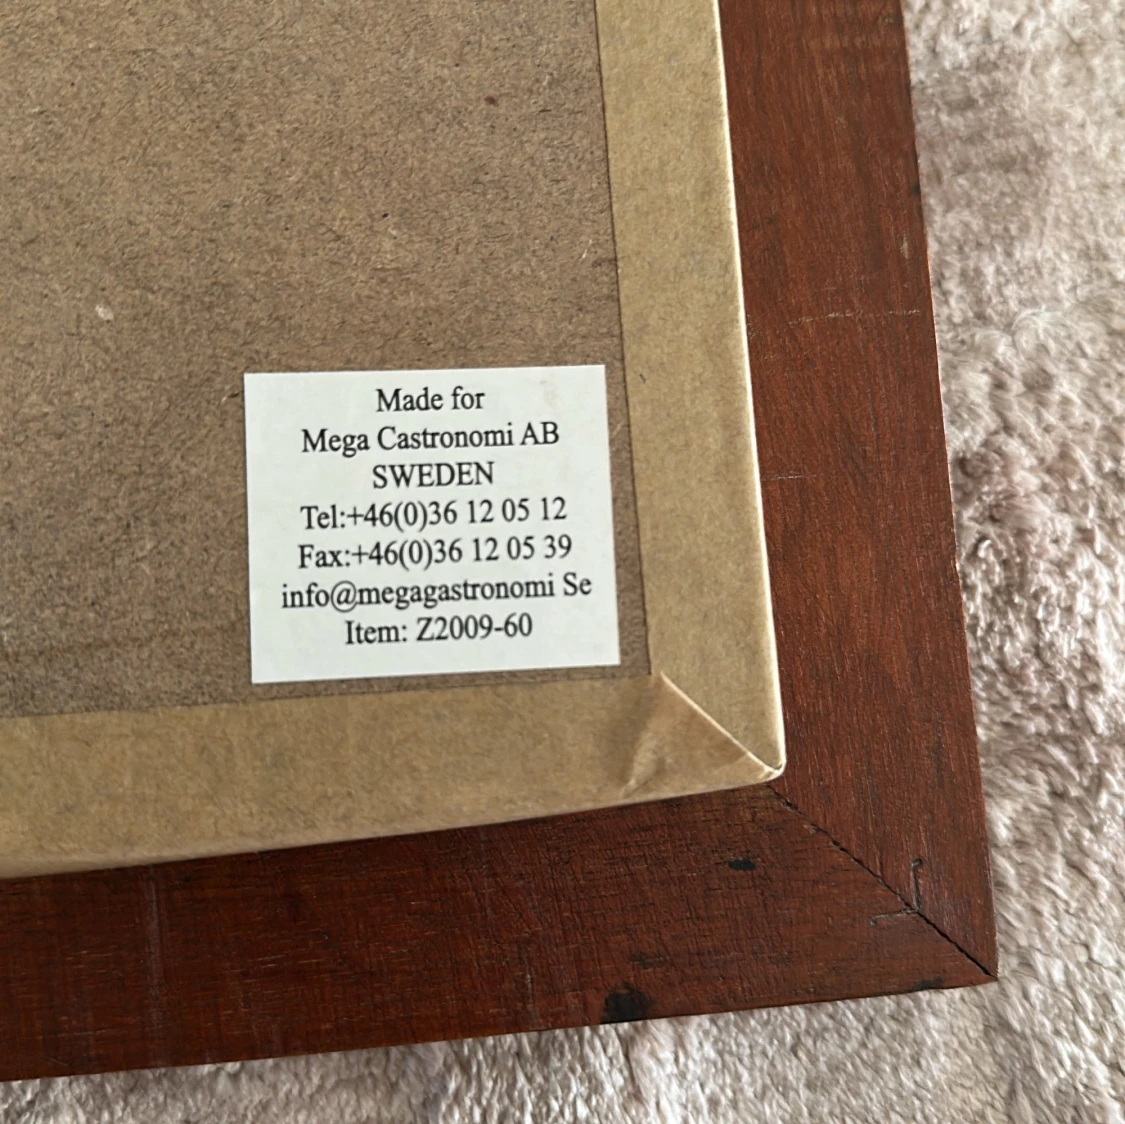 Made for
Mega Castronomi AB
SWEDEN
Tel:+46(0)36 12 05 12
Fax:+46(0)36 12 05 39
info@megagastronomi Se
Item: Z2009-60